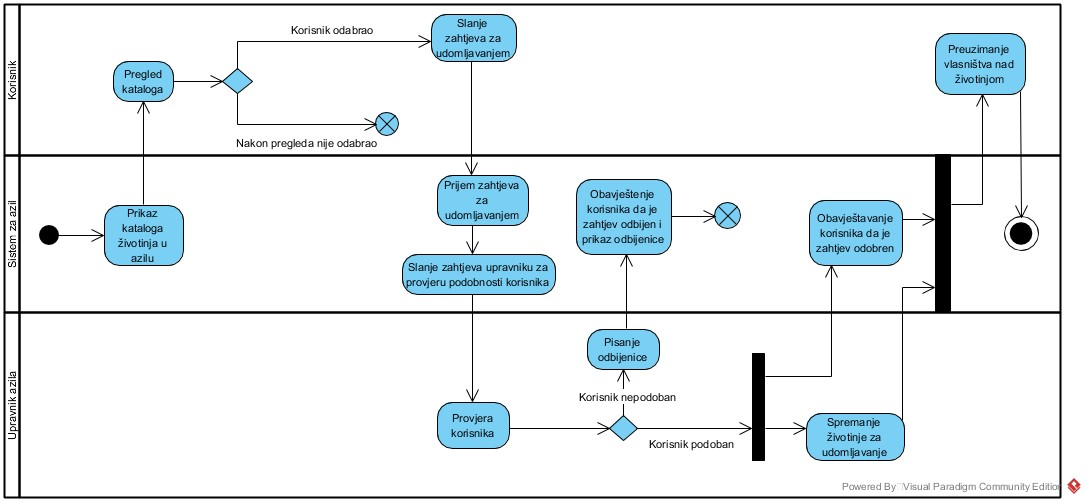 Korisnik
Korisnik odabrao
Slanje
zahtjeva za
udomljavanjem
Pregled
kataloga
Nakon pregleda nije odabrao
Preuzimanje
vlasništva nad
životinjom
Sistem za azil
Prikaz
kataloga
životinja u
azilu
Prijem zahtjeva
za
udomljavanjem
Slanje zahtjeva upravniku za
provjeru podobnosti korisnika
Obavještenje
korisnika da je
zahtjev odbijen i
prikaz odbijenice
Obavještavanje
korisnika da je
zahtjev odobren
Upravnik azila
Pisanje
odbijenice
Korisnik nepodoban
Provjera
korisnika
Korisnik podoban
Spremanje
životinje za
udomljavanje
Powered By Visual Paradigm Community Edition